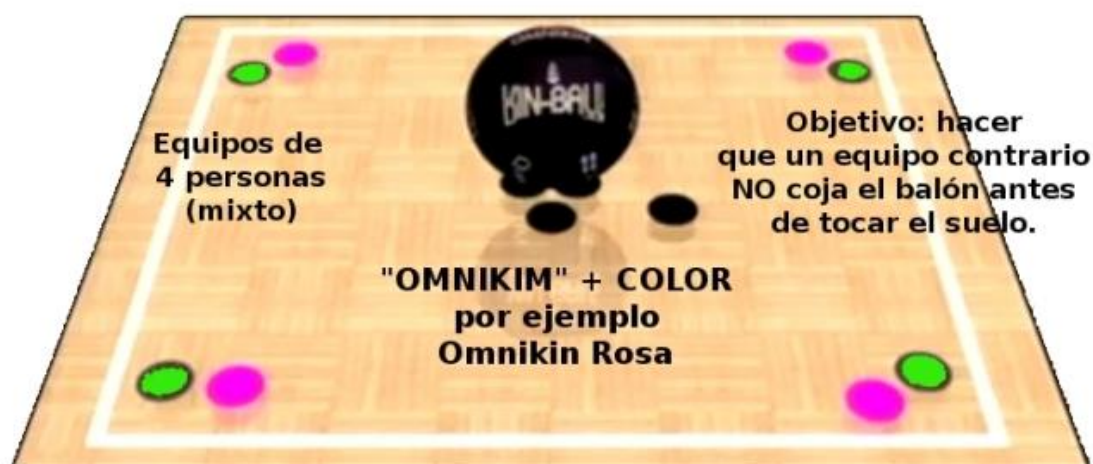 OMNIKIN
KIN-BALL
Equipos de
4 personas
(mixto)
Objetivo: hacer
que un equipo contrario
NO coja el balón antes
de tocar el suelo.
"OMNIKIM" + COLOR
por ejemplo
Omnikin Rosa